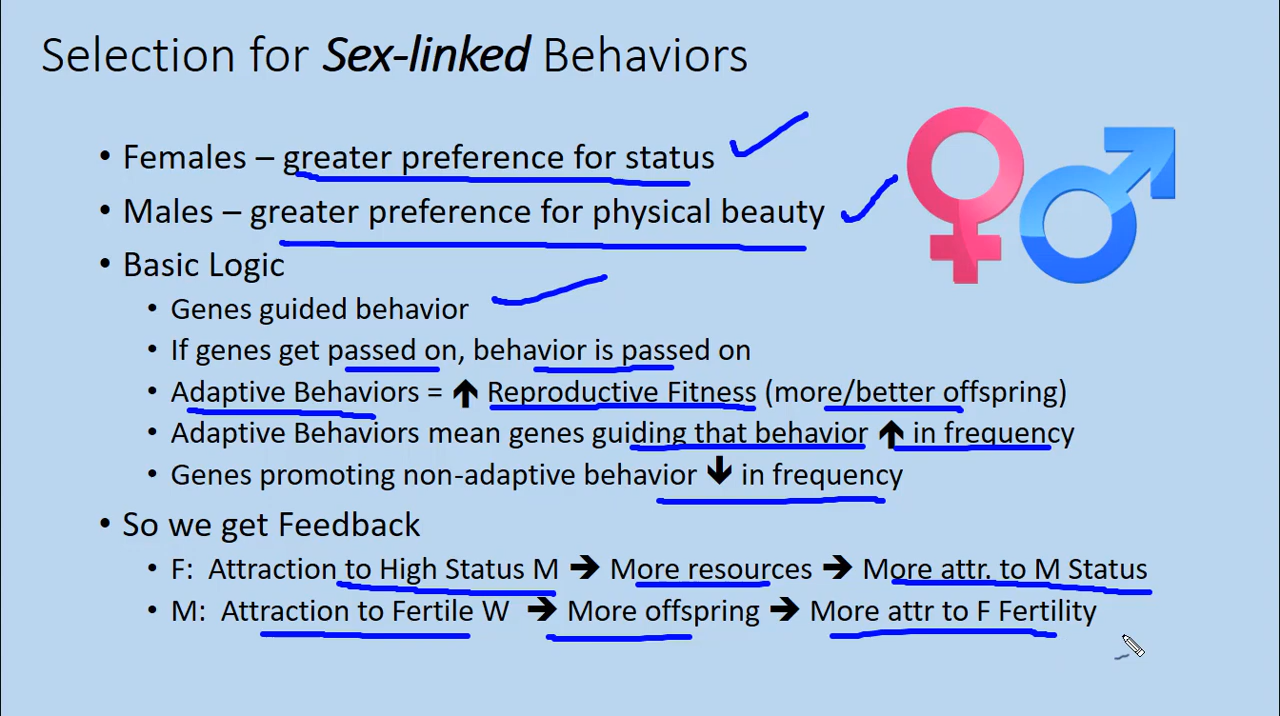 Selection for Sex-linked Behaviors
• Females – greater preference for status
• Males – greater preference for physical beauty
• Basic Logic
• Genes guided behavior
• If genes get passed on, behavior is passed on
• Adaptive Behaviors = 🡱 Reproductive Fitness (more/better offspring)
• Adaptive Behaviors mean genes guiding that behavior 🡱 in frequency
• Genes promoting non-adaptive behavior 🡳 in frequency
• So we get Feedback
• F: Attraction to High Status M ➔ More resources ➔ More attr. to M Status
• M: Attraction to Fertile W ➔ More offspring ➔ More attr to F Fertility